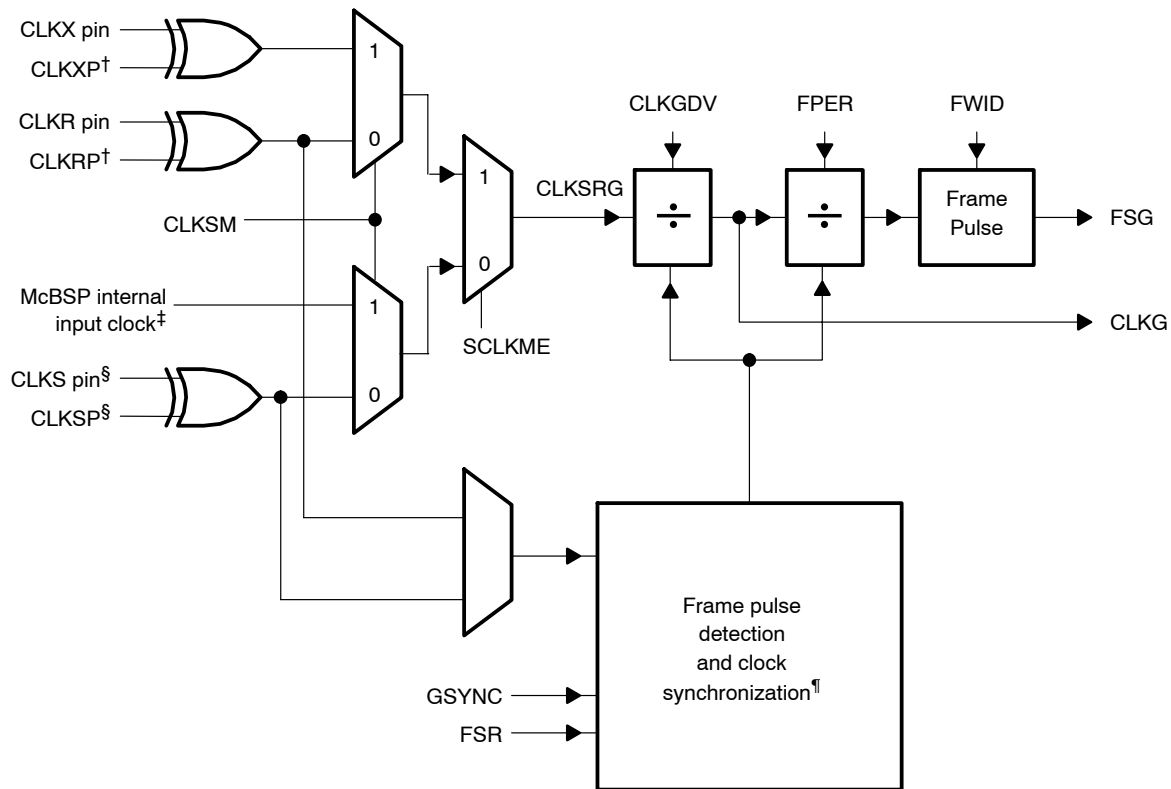 CLKX pin
CLKXP†
1
CLKR pin
CLKRP†
0
CLKSM
CLKGDV
FPER
FWID
1
CLKSRG
÷
÷
Frame
Pulse
FSG
0
McBSP internal
input clock‡
1
SCLKME
CLKG
CLKS pin§
CLKSP§
0
Frame pulse
detection
and clock
synchronization¶
GSYNC
FSR